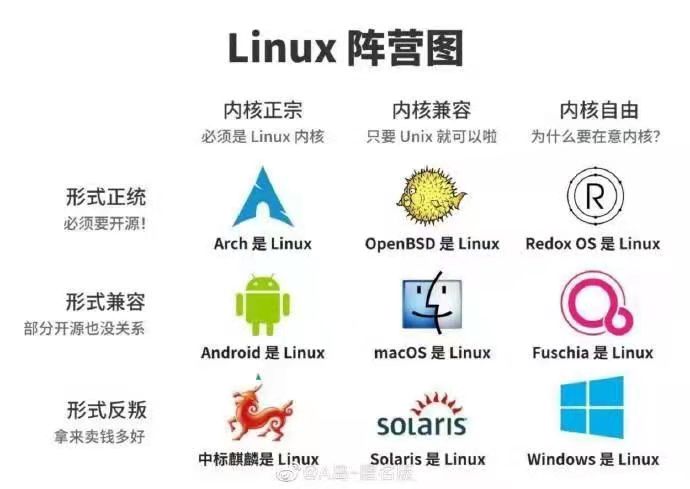 Linux 阵营图
内核正宗 内核兼容 内核自由
必须是 Linux 内核 只要 Unix 就可以啦 为什么要在意内核?
形式正统
必须要开源!
R
Arch 是 Linux OpenBSD 是 Linux Redox OS 是 Linux
形式兼容
部分开源也没关系
Android 是 Linux macOS 是 Linux Fuschia 是 Linux
形式反叛
拿来卖钱多好
solaris
中标麒麟是 Linux Solaris 是 Linux Windows 是 Linux